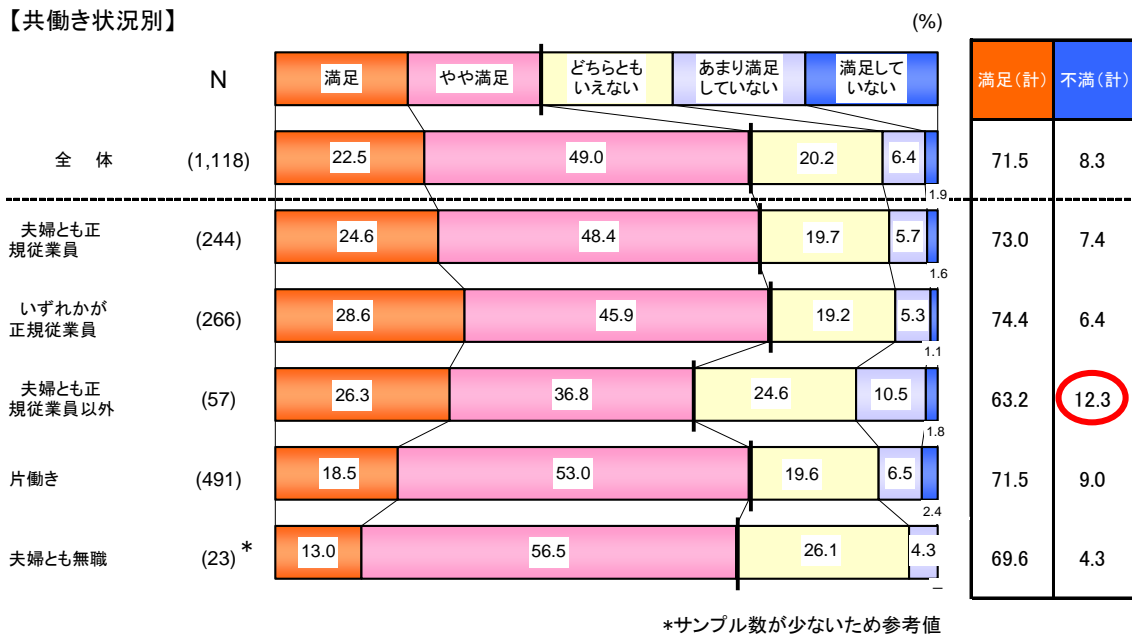 【共働き状況別】
(%)
N
満足
やや満足
どちらとも
いえない
あまり満足
していない
満足して
いない
満足(計)
不満(計)
全 体
(1,118)
22.5
49.0
20.2
6.4
1.9
71.5
8.3
夫婦とも正
規従業員
(244)
24.6
48.4
19.7
5.7
1.6
73.0
7.4
いずれかが
正規従業員
(266)
28.6
45.9
19.2
5.3
1.1
74.4
6.4
夫婦とも正
規従業員以外
(57)
26.3
36.8
24.6
10.5
1.8
63.2
12.3
片働き
(491)
18.5
53.0
19.6
6.5
2.4
71.5
9.0
夫婦とも無職
(23)*
13.0
56.5
26.1
4.3
–
69.6
4.3
*サンプル数が少ないため参考値